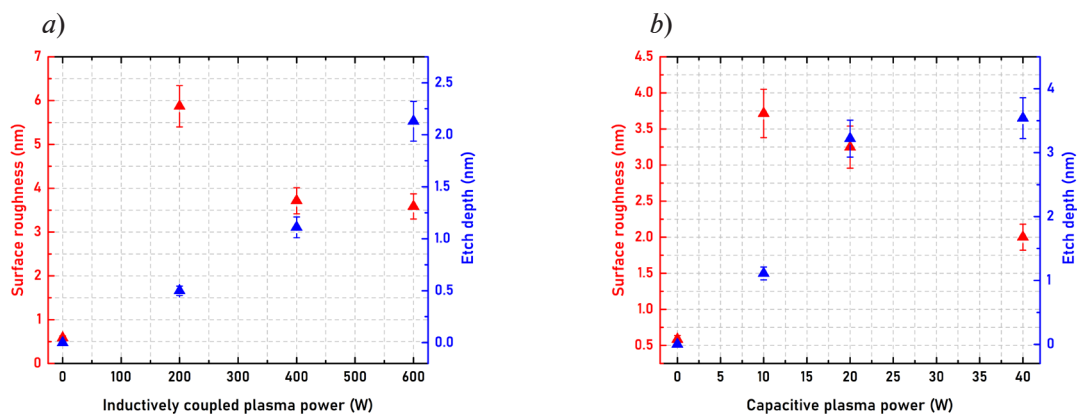 a)
7
6
5
4
3
2
1
0
Surface roughness (nm)
2.5
2.0
1.5
1.0
0.5
0.0
Etch depth (nm)
0 100 200 300 400 500 600
Inductively coupled plasma power (W)
b)
4.5
4.0
3.5
3.0
2.5
2.0
1.5
1.0
0.5
Surface roughness (nm)
4
3
2
1
0
Etch depth (nm)
0 5 10 15 20 25 30 35 40
Capacitive plasma power (W)